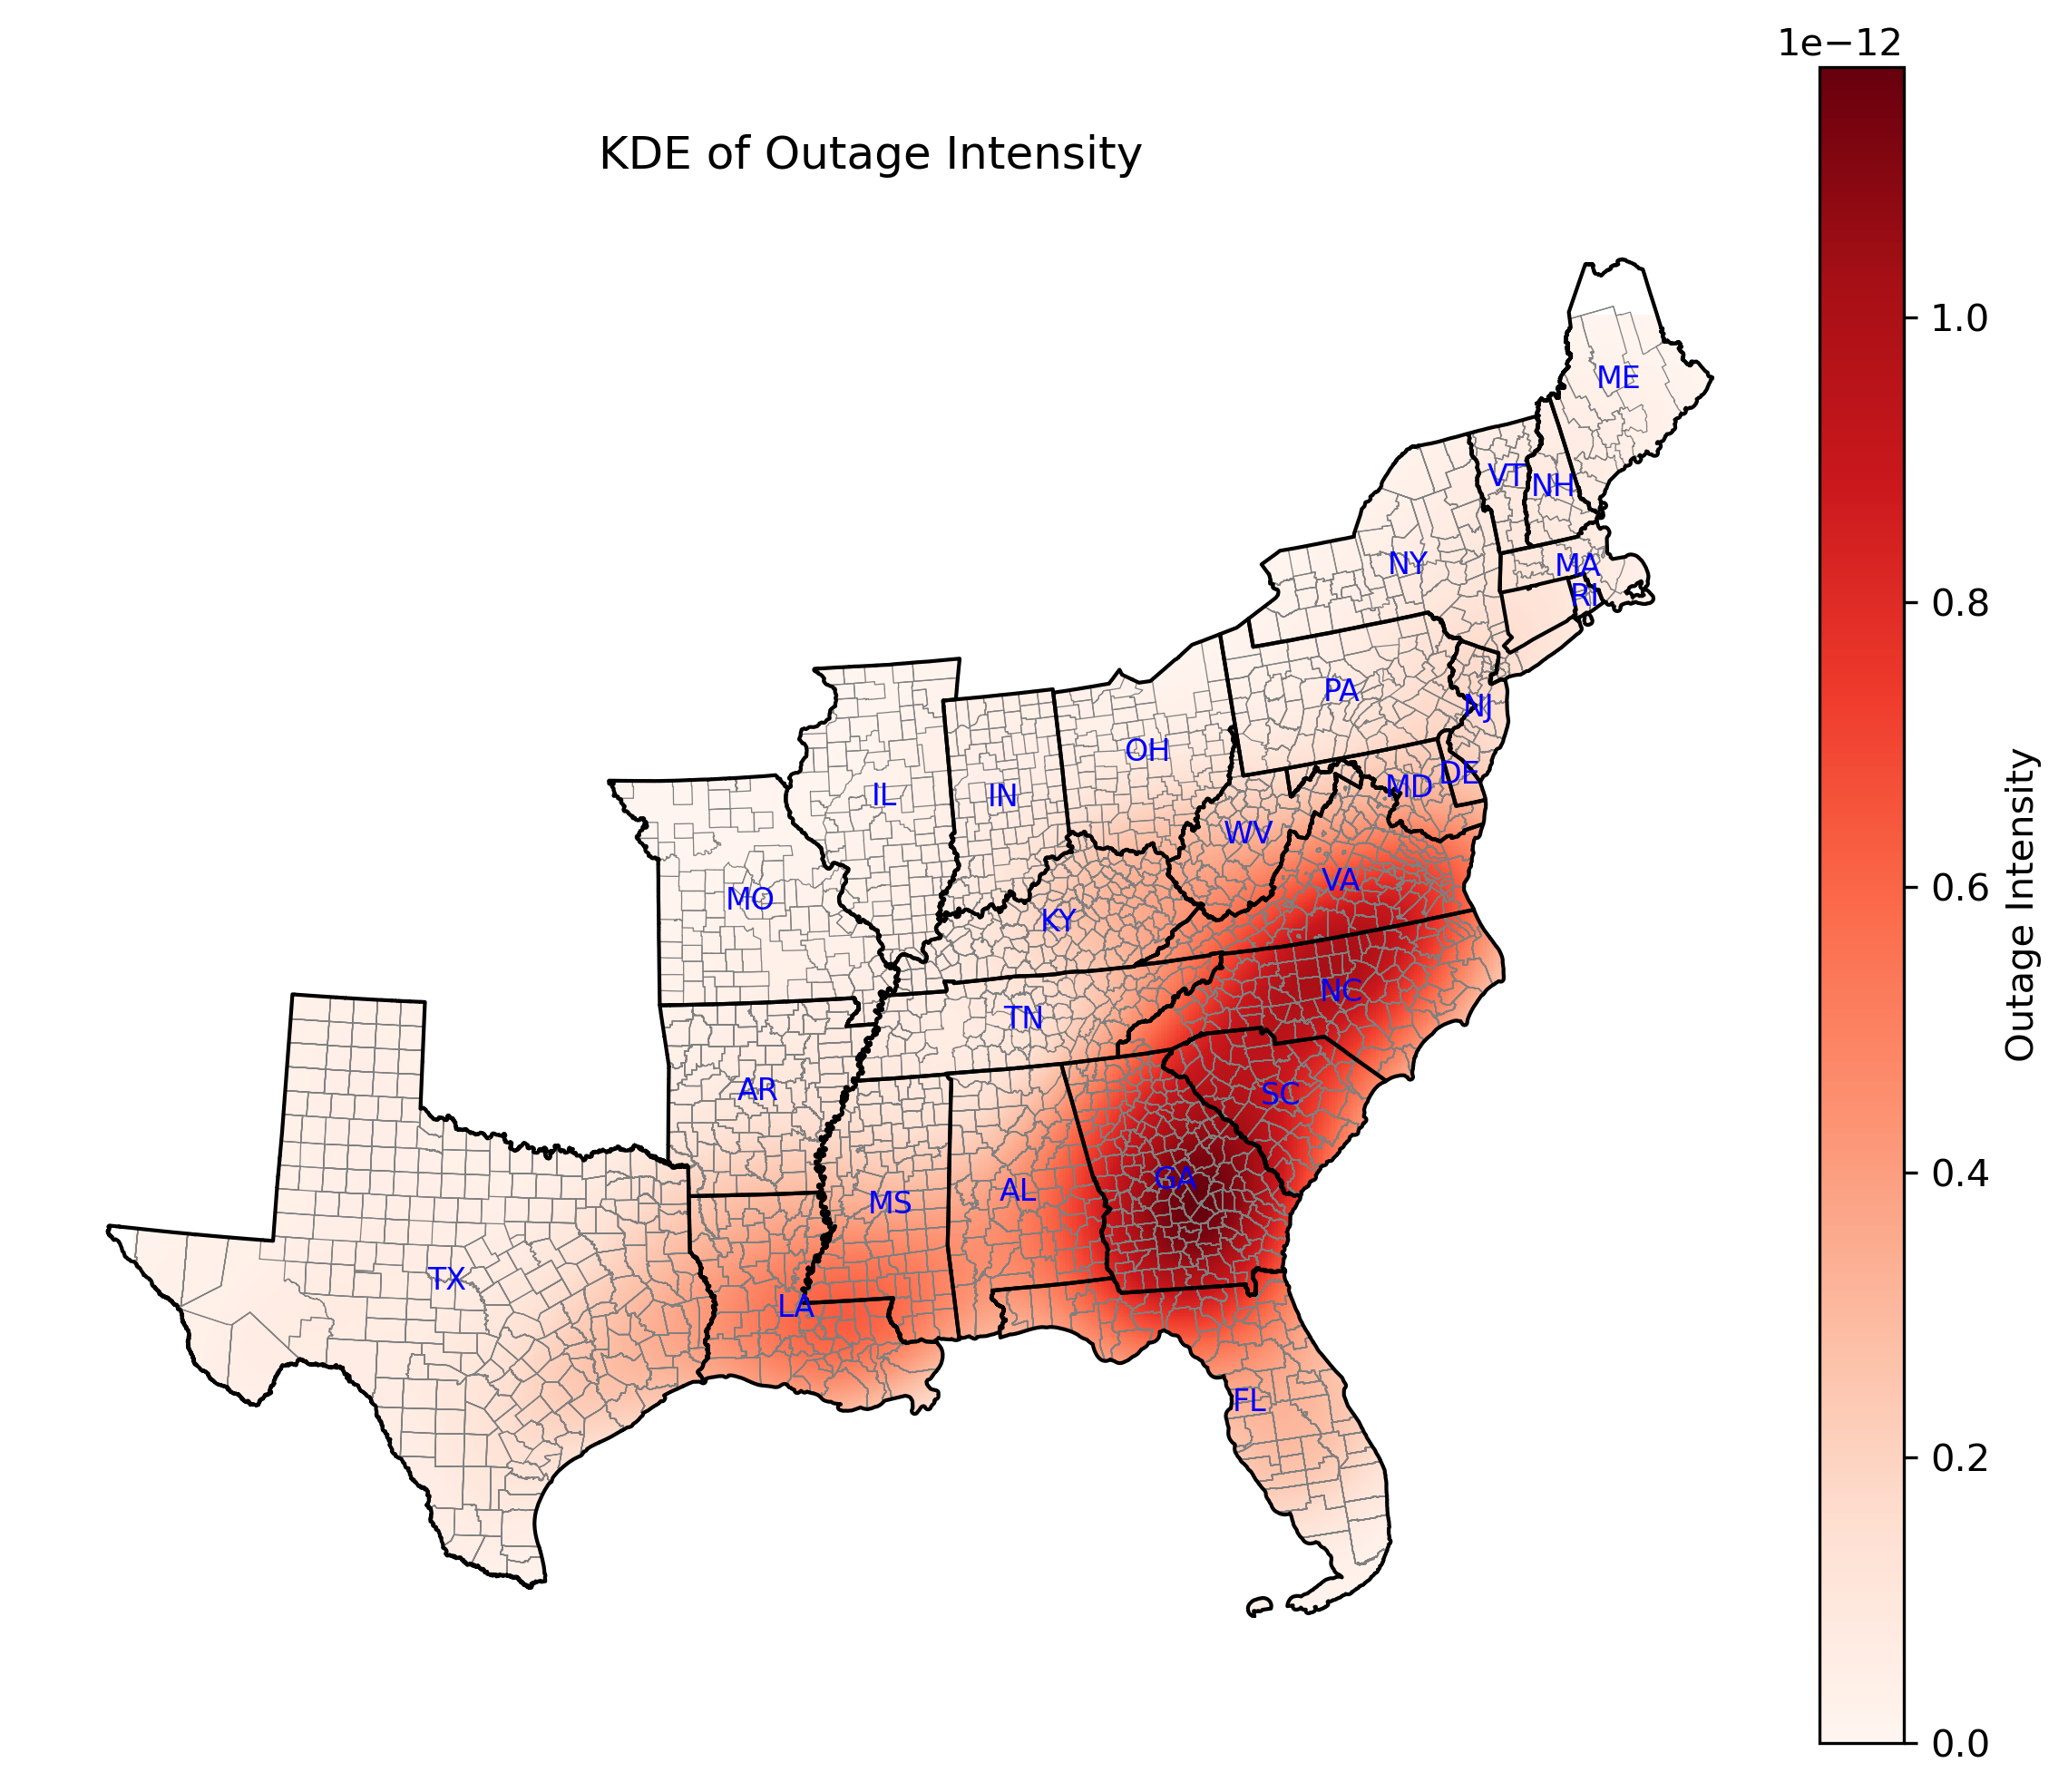 1e−12
KDE of Outage Intensity
ME
VT
NH
NY
MA
RI
PA
NJ
OH
DE
MD
IL
IN
WV
VA
MO
KY
NC
TN
AR
SC
GA
AL
MS
TX
LA
FL
1.0
0.8
0.6
0.4
0.2
0.0
Outage Intensity